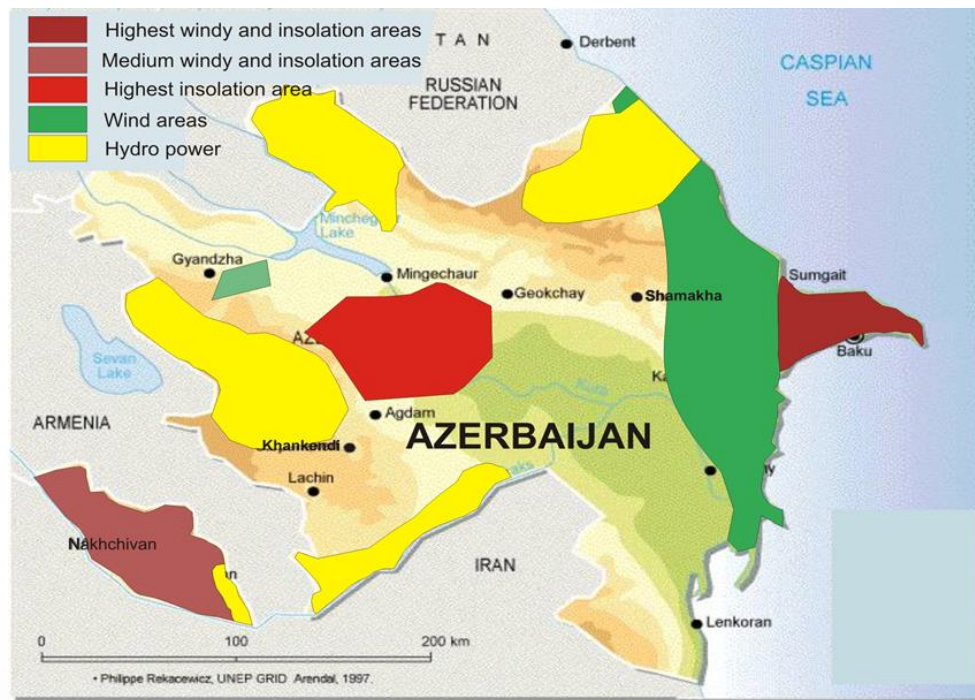 Highest windy and insolation areas
Medium windy and insolation areas
Highest insolation area
Wind areas
Hydro power
T A N
RUSSIAN
FEDERATION
Derbent
CASPIAN
SEA
Lake
Gyandzha
Mingechaur
Geokchay
Shamakha
Sumgait
Baku
Sevan
Lake
Kura
ARMENIA
Agdam
AZERBAIJAN
Khankendi
Lachin
Nakhchivan
IRAN
Lenkoran
0
100
200 km
• Philippe Rekacewicz, UNEP GRID Arendal, 1997.